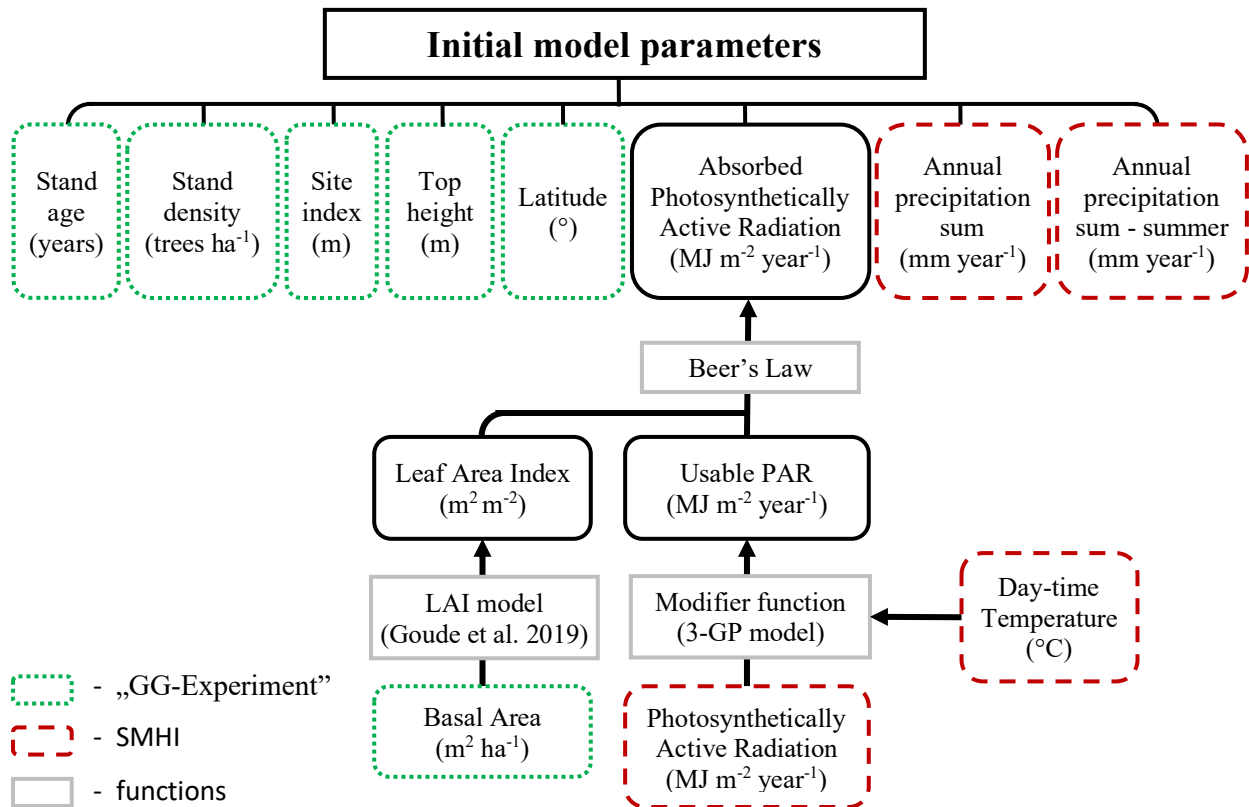 Initial model parameters
Stand
age
(years)
Stand
density
(trees ha⁻¹)
Site
index
(m)
Top
height
(m)
Latitude
(°)
Absorbed
Photosynthetically
Active Radiation
(MJ m⁻² year⁻¹)
Annual
precipitation
sum
(mm year⁻¹)
Annual
precipitation
sum - summer
(mm year⁻¹)
Beer's Law
Leaf Area Index
(m² m⁻²)
Usable PAR
(MJ m⁻² year⁻¹)
LAI model
(Goude et al. 2019)
Modifier function
(3-GP model)
Day-time
Temperature
(°C)
Basal Area
(m² ha⁻¹)
Photosynthetically
Active Radiation
(MJ m⁻² year⁻¹)
- „GG-Experiment”
- SMHI
- functions